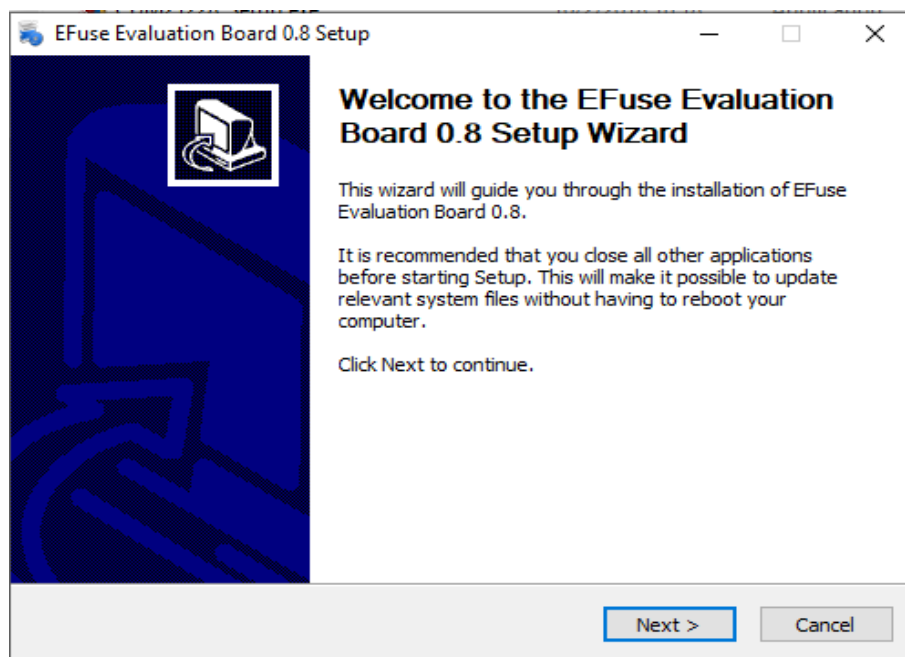 EFuse Evaluation Board 0.8 Setup
Welcome to the EFuse Evaluation
Board 0.8 Setup Wizard
This wizard will guide you through the installation of EFuse
Evaluation Board 0.8.
It is recommended that you close all other applications
before starting Setup. This will make it possible to update
relevant system files without having to reboot your
computer.
Click Next to continue.
Next >
Cancel